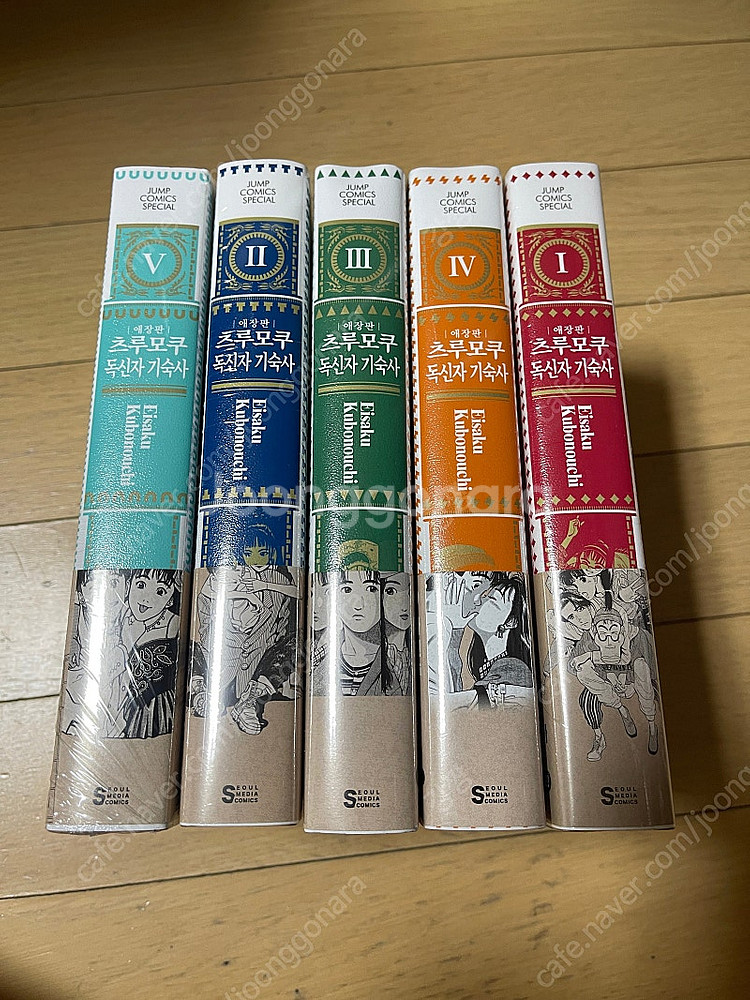 JUMP
COMICS
SPECIAL
V
애장판
츠루모쿠
독신자 기숙사
Eisaku
Kubonouchi
SEOUL
MEDIA
COMICS
JUMP
COMICS
SPECIAL
II
애장판
츠루모쿠
독신자 기숙사
Eisaku
Kubonouchi
SEOUL
MEDIA
COMICS
JUMP
COMICS
SPECIAL
III
애장판
츠루모쿠
독신자 기숙사
Eisaku
Kubonouchi
SEOUL
MEDIA
COMICS
JUMP
COMICS
SPECIAL
IV
애장판
츠루모쿠
독신자 기숙사
Eisaku
Kubonouchi
SEOUL
MEDIA
COMICS
JUMP
COMICS
SPECIAL
I
애장판
츠루모쿠
독신자 기숙사
Eisaku
Kubonouchi
SEOUL
MEDIA
COMICS
joonggonara
cafe.naver.com/joonggonara